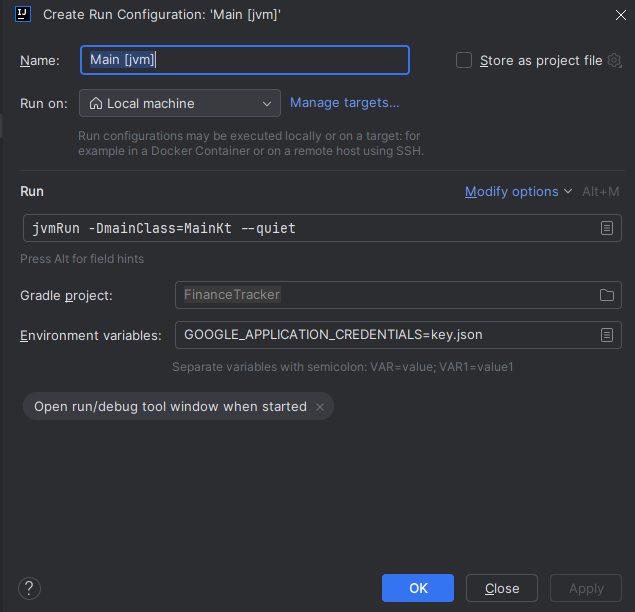 IJ
Create Run Configuration: 'Main [jvm]'
Name: Main [jvm] Store as project file
Run on: Local machine Manage targets...
Run configurations may be executed locally or on a target: for
example in a Docker Container or on a remote host using SSH.
Run Modify options Alt+M
jvmRun -DmainClass=MainKt --quiet
Press Alt for field hints
Gradle project: FinanceTracker
Environment variables: GOOGLE_APPLICATION_CREDENTIALS=key.json
Separate variables with semicolon: VAR=value; VAR1=value1
Open run/debug tool window when started ×
? OK Close Apply